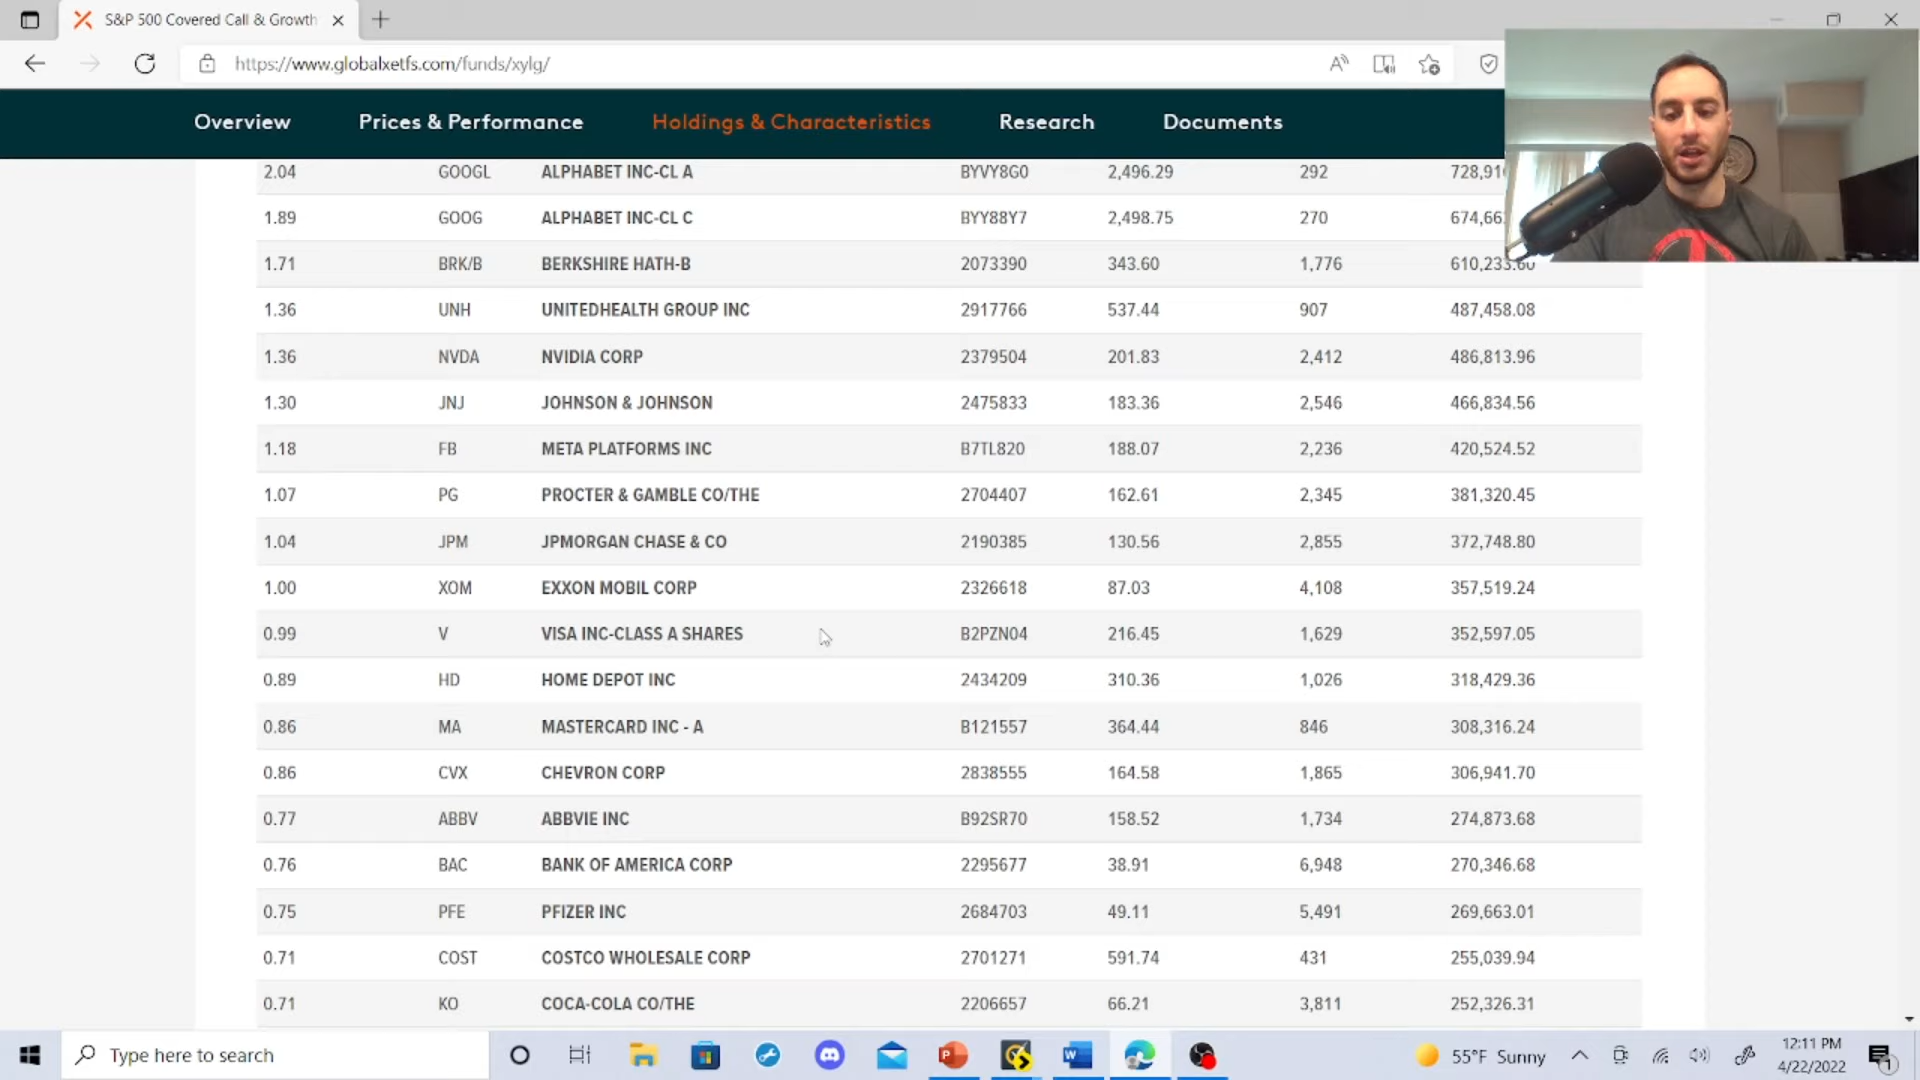 S&P 500 Covered Call & Growth
https://www.globalxetfs.com/funds/xylg/
Overview Prices & Performance Holdings & Characteristics Research Documents
2.04 GOOGL ALPHABET INC-CL A BYVY8G0 2,496.29 292
1.89 GOOG ALPHABET INC-CL C BYY88Y7 2,498.75 270
1.71 BRK/B BERKSHIRE HATH-B 2073390 343.60 1,776 610,233.60
1.36 UNH UNITEDHEALTH GROUP INC 2917766 537.44 907 487,458.08
1.36 NVDA NVIDIA CORP 2379504 201.83 2,412 486,813.96
1.30 JNJ JOHNSON & JOHNSON 2475833 183.36 2,546 466,834.56
1.18 FB META PLATFORMS INC B7TL820 188.07 2,236 420,524.52
1.07 PG PROCTER & GAMBLE CO/THE 2704407 162.61 2,345 381,320.45
1.04 JPM JPMORGAN CHASE & CO 2190385 130.56 2,855 372,748.80
1.00 XOM EXXON MOBIL CORP 2326618 87.03 4,108 357,519.24
0.99 V VISA INC-CLASS A SHARES B2PZN04 216.45 1,629 352,597.05
0.89 HD HOME DEPOT INC 2434209 310.36 1,026 318,429.36
0.86 MA MASTERCARD INC - A B121557 364.44 846 308,316.24
0.86 CVX CHEVRON CORP 2838555 164.58 1,865 306,941.70
0.77 ABBV ABBVIE INC B92SR70 158.52 1,734 274,873.68
0.76 BAC BANK OF AMERICA CORP 2295677 38.91 6,948 270,346.68
0.75 PFE PFIZER INC 2684703 49.11 5,491 269,663.01
0.71 COST COSTCO WHOLESALE CORP 2701271 591.74 431 255,039.94
0.71 KO COCA-COLA CO/THE 2206657 66.21 3,811 252,326.31
Type here to search
55°F Sunny
12:11 PM
4/22/2022
1